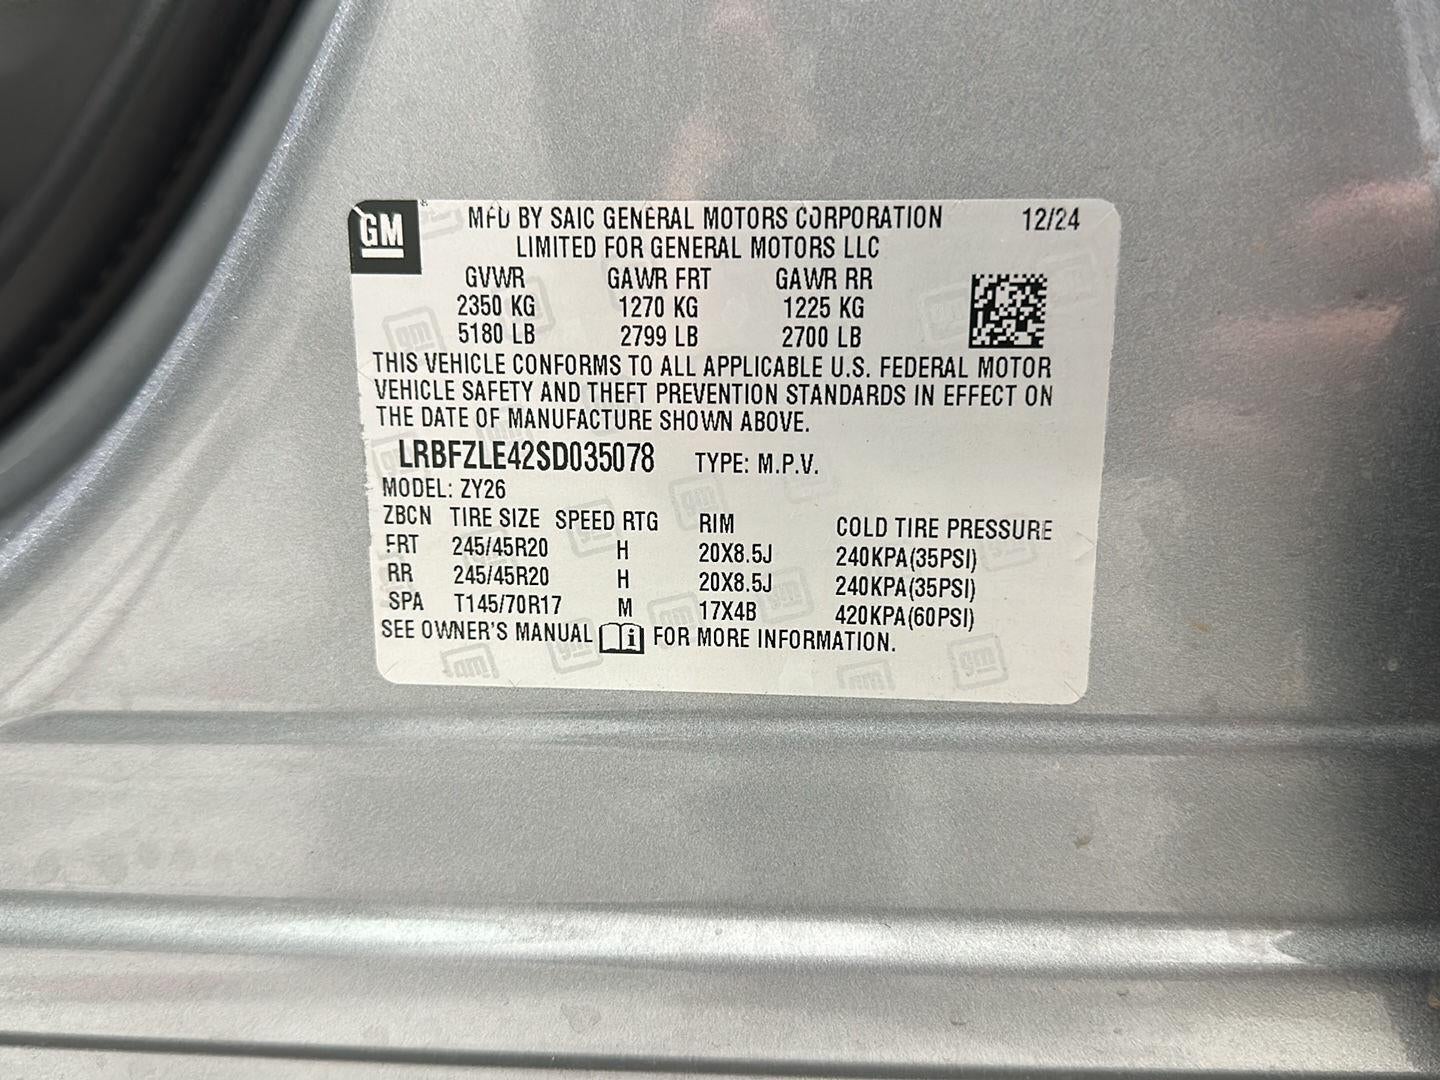 GM ® MFD BY SAIC GENERAL MOTORS CORPORATION 12/24
LIMITED FOR GENERAL MOTORS LLC
GVWR GAWR FRT GAWR RR
2350 KG 1270 KG 1225 KG
5180 LB 2799 LB 2700 LB
THIS VEHICLE CONFORMS TO ALL APPLICABLE U.S. FEDERAL MOTOR
VEHICLE SAFETY AND THEFT PREVENTION STANDARDS IN EFFECT ON
THE DATE OF MANUFACTURE SHOWN ABOVE.
LRBFZLE42SD035078 TYPE: M.P.V.
MODEL: ZY26
ZBCN TIRE SIZE SPEED RTG RIM COLD TIRE PRESSURE
FRT 245/45R20 H 20X8.5J 240KPA(35PSI)
RR 245/45R20 H 20X8.5J 240KPA(35PSI)
SPA T145/70R17 M 17X4B 420KPA(60PSI)
SEE OWNER'S MANUAL FOR MORE INFORMATION.